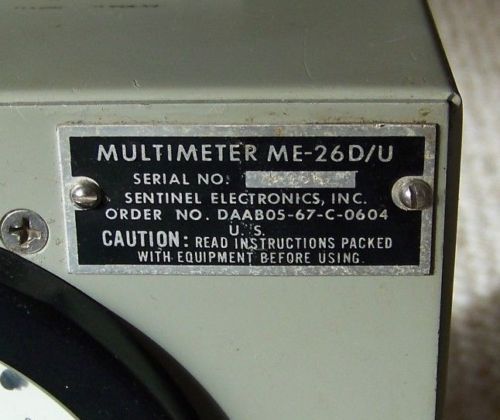 MULTIMETER ME-26D/U
SERIAL NO.
SENTINEL ELECTRONICS, INC.
ORDER NO. DAAB05-67-C-0604
U. S.
CAUTION: READ INSTRUCTIONS PACKED
WITH EQUIPMENT BEFORE USING.